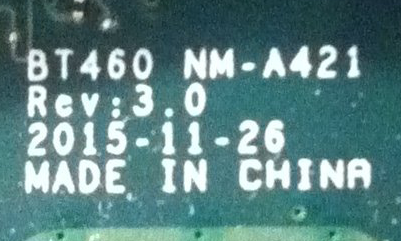 BT460 NM-A421
Rev:3.0
2015-11-26
MADE IN CHINA